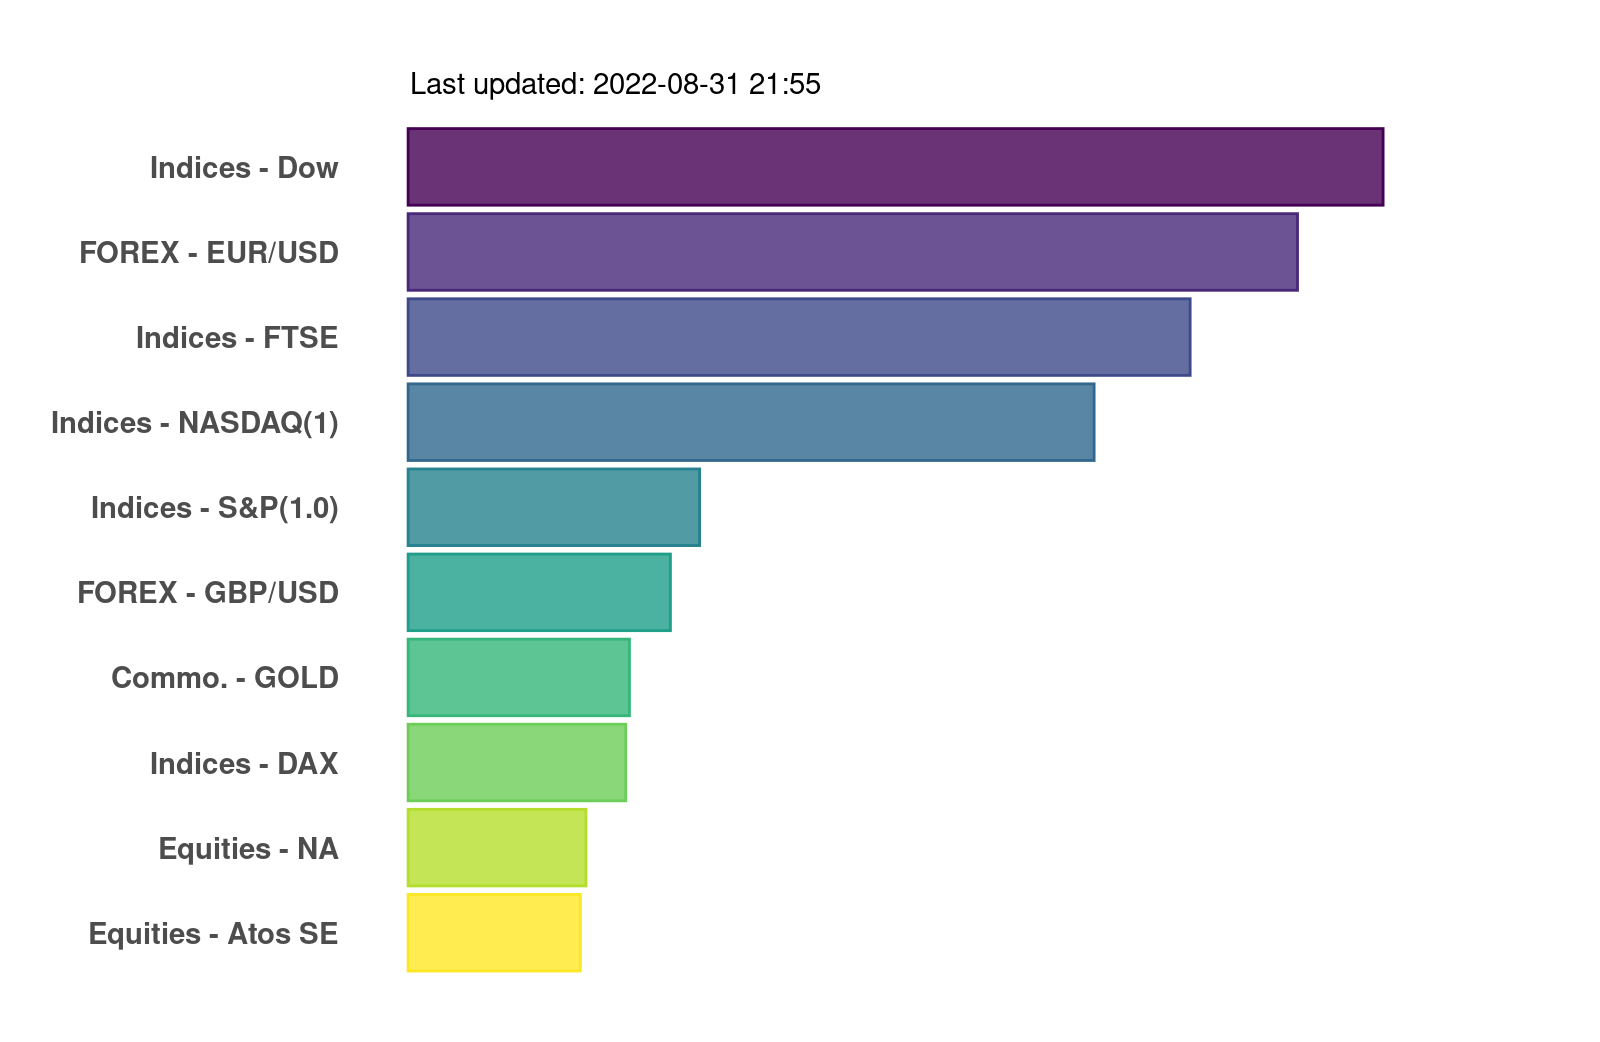 Last updated: 2022-08-31 21:55
Indices - Dow
FOREX - EUR/USD
Indices - FTSE
Indices - NASDAQ(1)
Indices - S&P(1.0)
FOREX - GBP/USD
Commo. - GOLD
Indices - DAX
Equities - NA
Equities - Atos SE